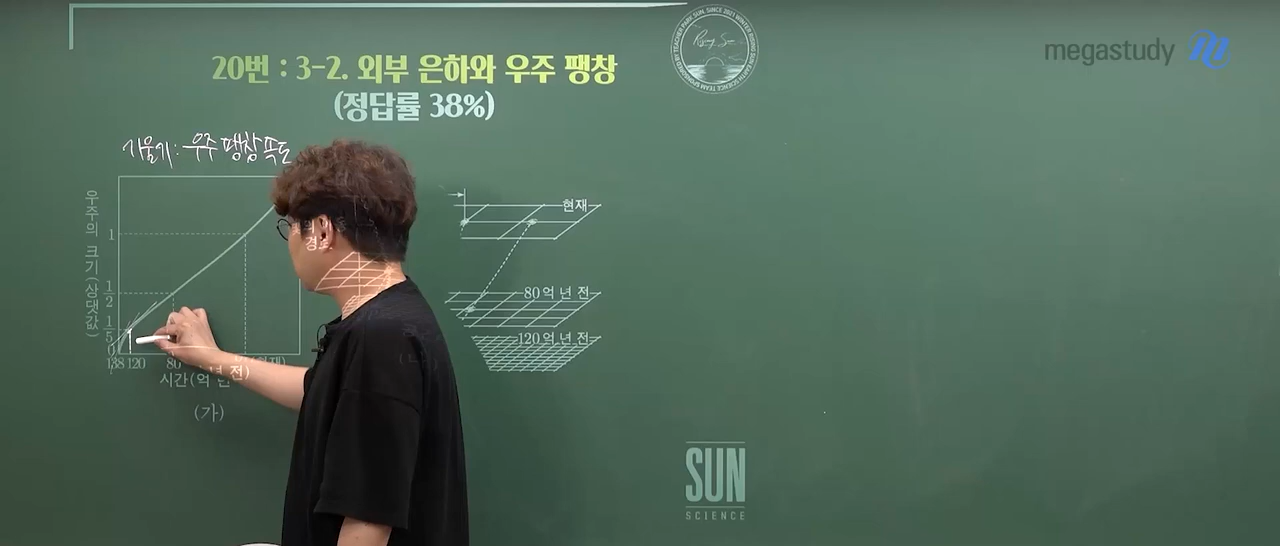 megastudy
20번 : 3-2. 외부 은하와 우주 팽창
(정답률 38%)
기울기: 우주 팽창 속도
우주의 크기(상댓값)
1
1/2
1/5
0
138 120 80
시간(억 년 전)
(가)
현재
80억 년 전
120억 년 전
SUN
SCIENCE